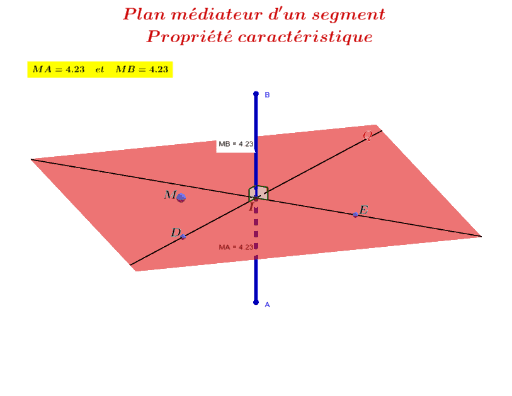 Plan médiateur d'un segment
Propriété caractéristique
MA = 4.23 et MB = 4.23
B
MB = 4.23
M
I
E
D
MA = 4.23
A